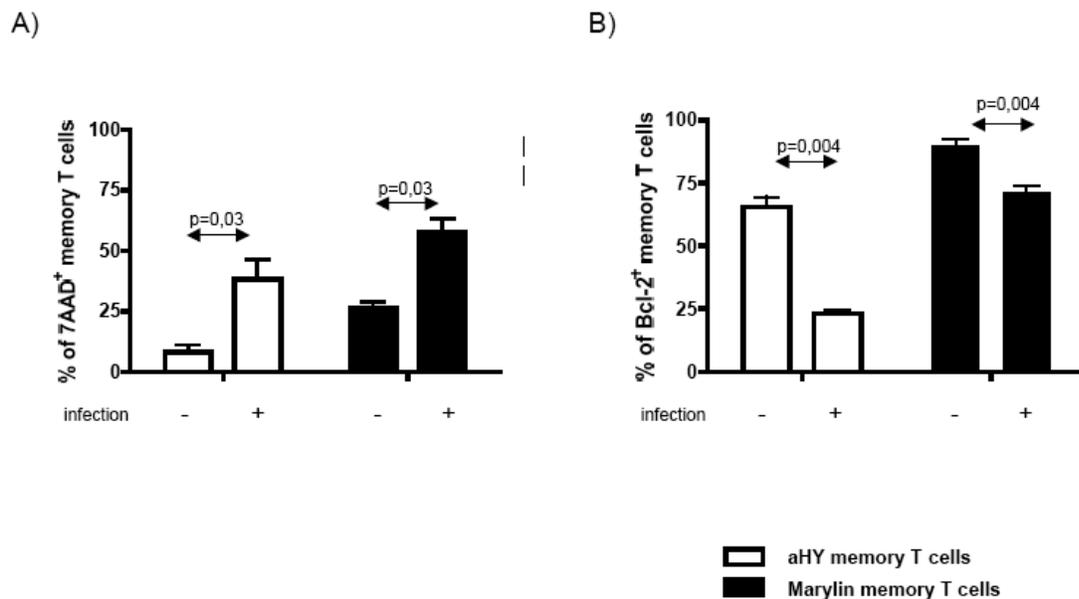 A)
B)
% of 7AAD+ memory T cells
100
75
50
25
0
p=0,03
p=0,03
infection
-
+
-
+
% of Bcl-2+ memory T cells
100
75
50
25
0
p=0,004
p=0,004
infection
-
+
-
+
aHY memory T cells
Marylin memory T cells